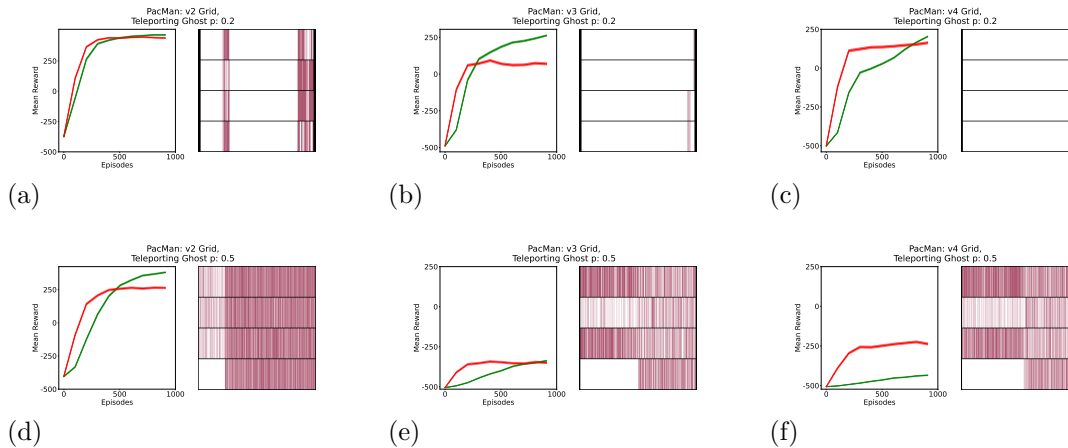 PacMan: v2 Grid,
Teleporting Ghost p: 0.2
250
0
-250
-500
Mean Reward
0
500
1000
Episodes
(a)
PacMan: v3 Grid,
Teleporting Ghost p: 0.2
250
0
-250
-500
Mean Reward
0
500
1000
Episodes
(b)
PacMan: v4 Grid,
Teleporting Ghost p: 0.2
250
0
-250
-500
Mean Reward
0
500
1000
Episodes
(c)
PacMan: v2 Grid,
Teleporting Ghost p: 0.5
250
0
-250
-500
Mean Reward
0
500
1000
Episodes
(d)
PacMan: v3 Grid,
Teleporting Ghost p: 0.5
250
0
-250
-500
Mean Reward
0
500
1000
Episodes
(e)
PacMan: v4 Grid,
Teleporting Ghost p: 0.5
250
0
-250
-500
Mean Reward
0
500
1000
Episodes
(f)